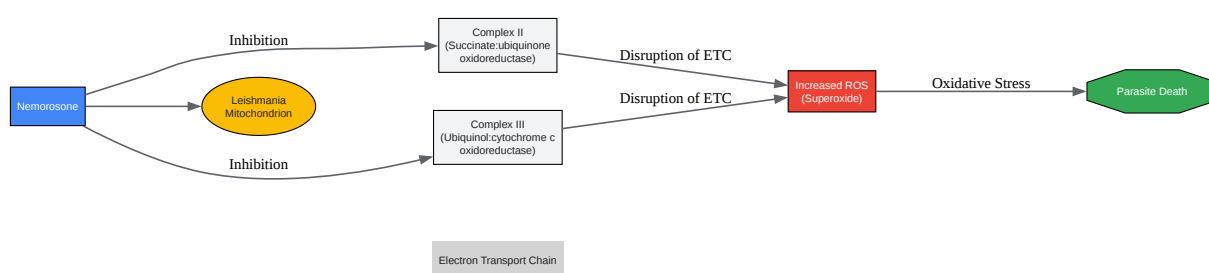 Nemorosone
Inhibition
Leishmania
Mitochondrion
Inhibition
Complex II
(Succinate:ubiquinone
oxidoreductase)
Complex III
(Ubiquinol:cytochrome c
oxidoreductase)
Disruption of ETC
Disruption of ETC
Increased ROS
(Superoxide)
Oxidative Stress
Parasite Death
Electron Transport Chain